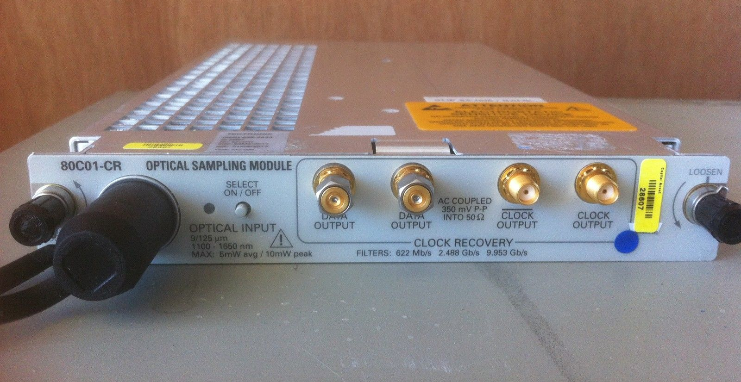 ATTENTION
80C01-CR OPTICAL SAMPLING MODULE
SELECT
ON / OFF
OPTICAL INPUT
9/125 µm
1100 - 1650 nm
MAX: 5mW avg / 10mW peak
DATA
OUTPUT
DATA
OUTPUT
AC COUPLED
350 mV P-P
INTO 50 Ω
CLOCK
OUTPUT
CLOCK
OUTPUT
CLOCK RECOVERY
FILTERS: 622 Mb/s 2.488 Gb/s 9.953 Gb/s
28607
LOOSEN